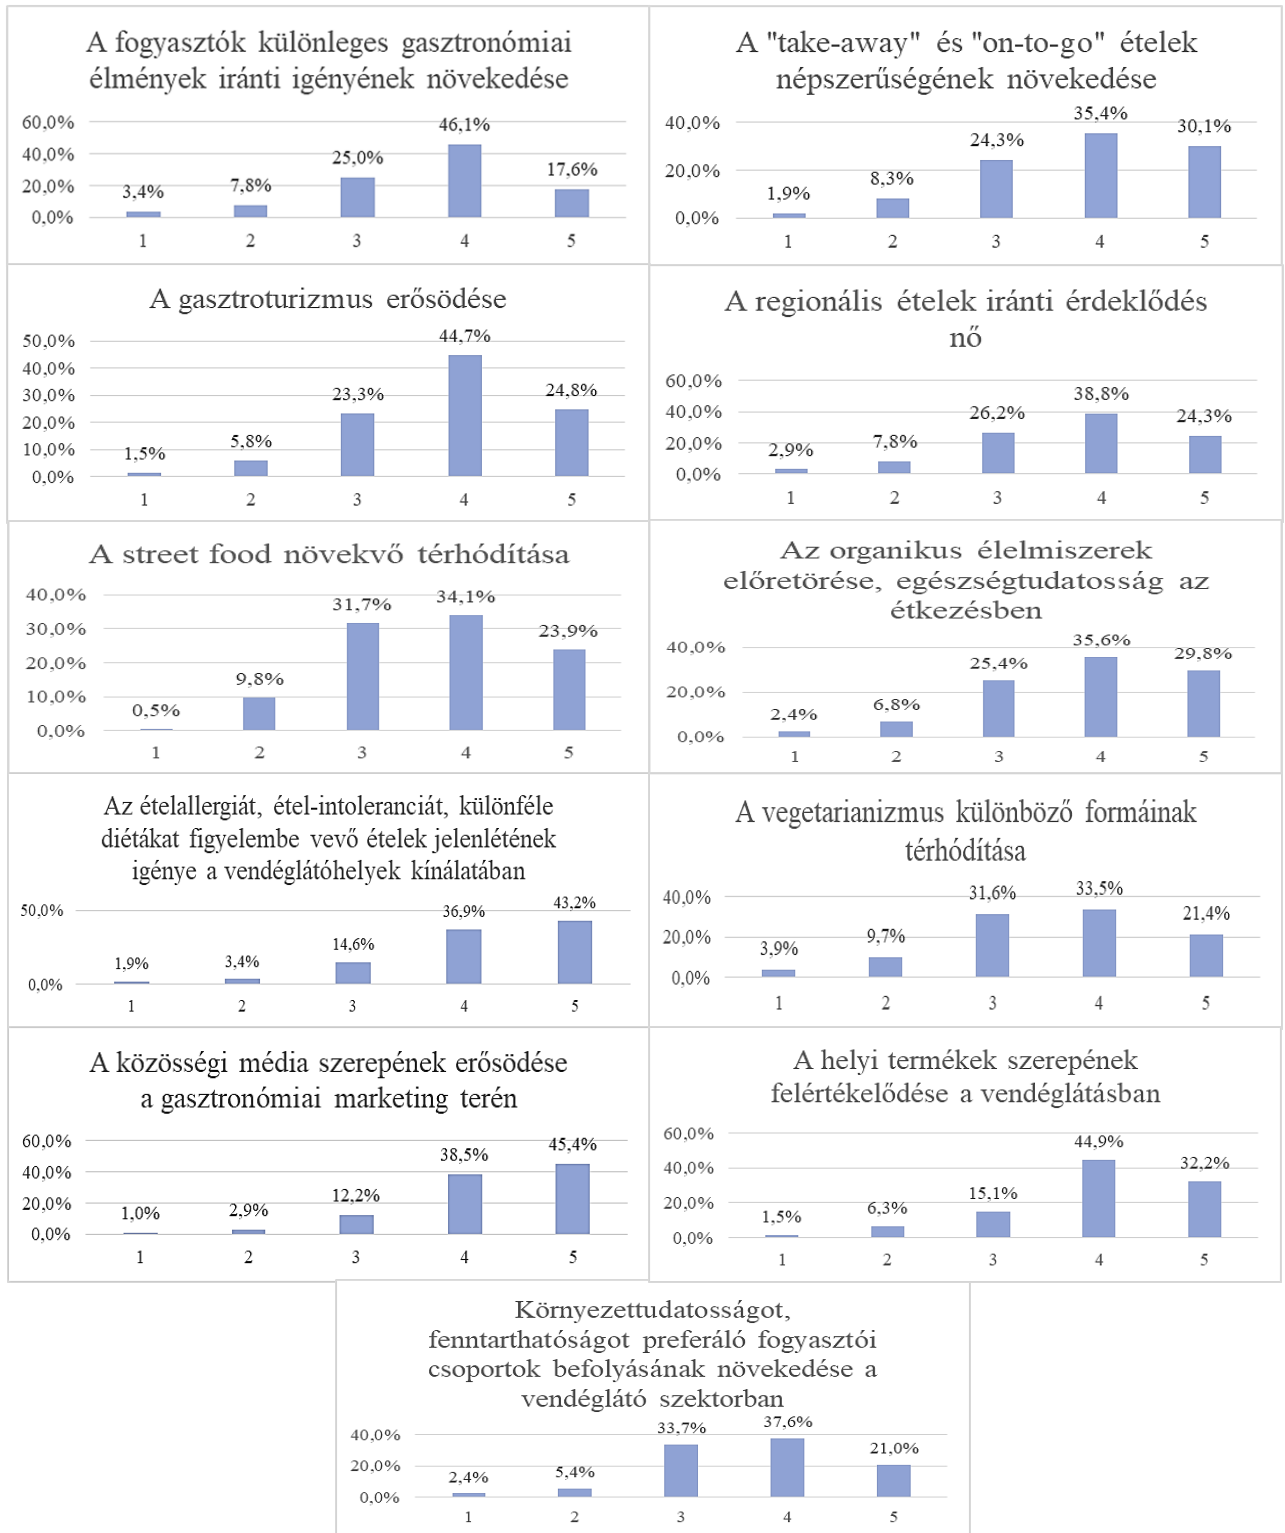 A fogyasztók különleges gasztronómiai
élmények iránti igényének növekedése
60,0%
40,0%
20,0%
0,0%
3,4%
7,8%
25,0%
46,1%
17,6%
1 2 3 4 5
A "take-away" és "on-to-go" ételek
népszerűségének növekedése
40,0%
20,0%
0,0%
1,9%
8,3%
24,3%
35,4%
30,1%
1 2 3 4 5
A gasztroturizmus erősödése
50,0%
40,0%
30,0%
20,0%
10,0%
0,0%
1,5%
5,8%
23,3%
44,7%
24,8%
1 2 3 4 5
A regionális ételek iránti érdeklődés
nő
60,0%
40,0%
20,0%
0,0%
2,9%
7,8%
26,2%
38,8%
24,3%
1 2 3 4 5
A street food növekvő térhódítása
40,0%
30,0%
20,0%
10,0%
0,0%
0,5%
9,8%
31,7%
34,1%
23,9%
1 2 3 4 5
Az organikus élelmiszerek
előretörése, egészségtudatosság az
étkezésben
40,0%
20,0%
0,0%
2,4%
6,8%
25,4%
35,6%
29,8%
1 2 3 4 5
Az ételallergiát, étel-intoleranciát, különféle
diétákat figyelembe vevő ételek jelenlétének
igénye a vendéglátóhelyek kínálatában
50,0%
0,0%
1,9%
3,4%
14,6%
36,9%
43,2%
1 2 3 4 5
A vegetarianizmus különböző formáinak
térhódítása
40,0%
20,0%
0,0%
3,9%
9,7%
31,6%
33,5%
21,4%
1 2 3 4 5
A közösségi média szerepének erősödése
a gasztronómiai marketing terén
60,0%
40,0%
20,0%
0,0%
1,0%
2,9%
12,2%
38,5%
45,4%
1 2 3 4 5
A helyi termékek szerepének
felértékelődése a vendéglátásban
60,0%
40,0%
20,0%
0,0%
1,5%
6,3%
15,1%
44,9%
32,2%
1 2 3 4 5
Környezettudatosságot,
fenntarthatóságot preferáló fogyasztói
csoportok befolyásának növekedése a
vendéglátó szektorban
40,0%
20,0%
0,0%
2,4%
5,4%
33,7%
37,6%
21,0%
1 2 3 4 5